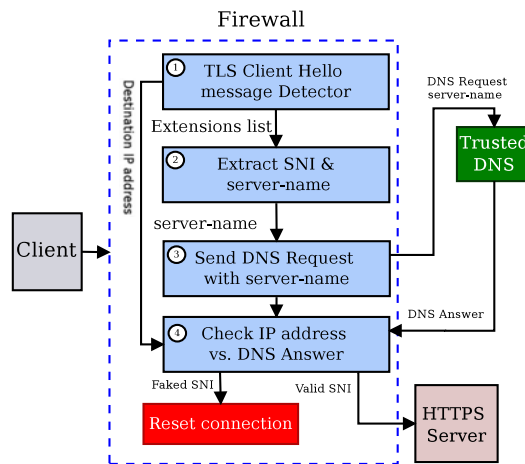 Firewall
1
TLS Client Hello
message Detector
DNS Request
server-name
Destination IP address
Extensions list
Trusted
DNS
2
Extract SNI &
server-name
server-name
Client
3
Send DNS Request
with server-name
DNS Answer
4
Check IP address
vs. DNS Answer
Faked SNI
Valid SNI
Reset connection
HTTPS
Server